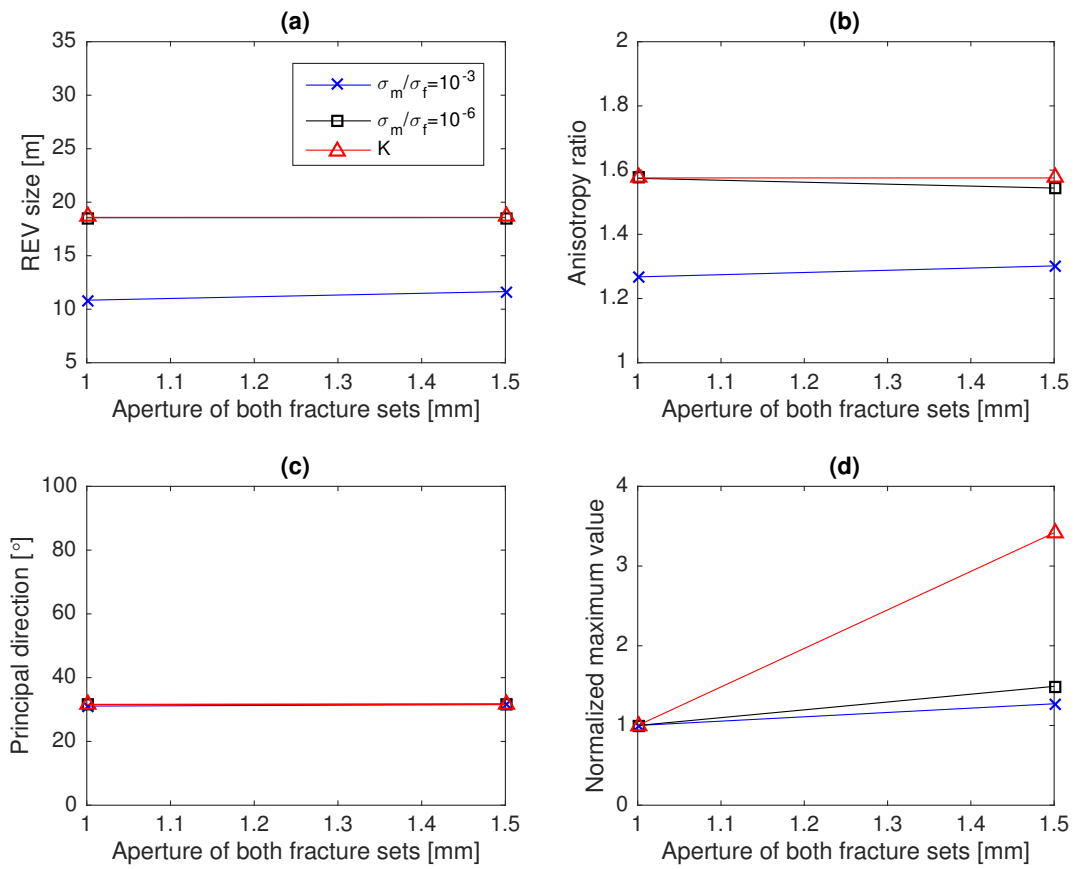 (a)
35
30
25
20
15
10
5
REV size [m]
σm/σf=10-3
σm/σf=10-6
K
1 1.1 1.2 1.3 1.4 1.5
Aperture of both fracture sets [mm]
(b)
2
1.8
1.6
1.4
1.2
1
Anisotropy ratio
1 1.1 1.2 1.3 1.4 1.5
Aperture of both fracture sets [mm]
(c)
100
80
60
40
20
0
Principal direction [°]
1 1.1 1.2 1.3 1.4 1.5
Aperture of both fracture sets [mm]
(d)
4
3
2
1
0
Normalized maximum value
1 1.1 1.2 1.3 1.4 1.5
Aperture of both fracture sets [mm]